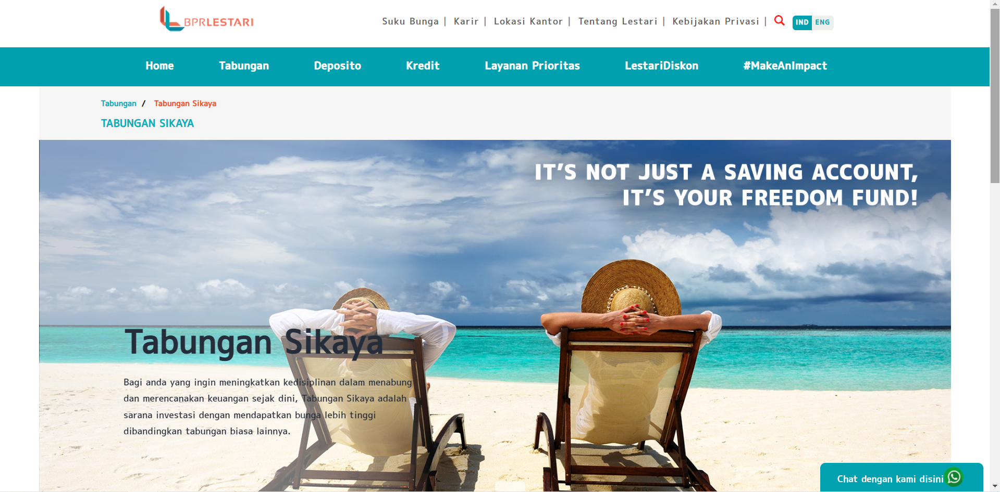 BPRLESTARI
Suku Bunga | Karir | Lokasi Kantor | Tentang Lestari | Kebijakan Privasi |
IND ENG
Home Tabungan Deposito Kredit Layanan Prioritas LestariDiskon #MakeAnImpact
Tabungan / Tabungan Sikaya
TABUNGAN SIKAYA
IT'S NOT JUST A SAVING ACCOUNT,
IT'S YOUR FREEDOM FUND!
Tabungan Sikaya
Bagi anda yang ingin meningkatkan kedisiplinan dalam menabung
dan merencanakan keuangan sejak dini, Tabungan Sikaya adalah
sarana investasi dengan mendapatkan bunga lebih tinggi
dibandingkan tabungan biasa lainnya.
Chat dengan kami disini